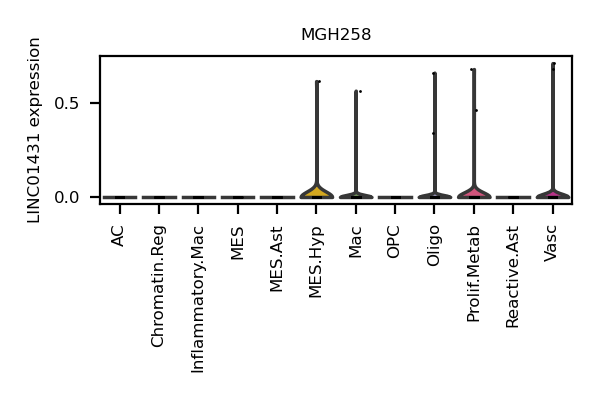 MGH258
LINC01431 expression
0.5
0.0
AC
Chromatin.Reg
Inflammatory.Mac
MES
MES.Ast
MES.Hyp
Mac
OPC
Oligo
Prolif.Metab
Reactive.Ast
Vasc